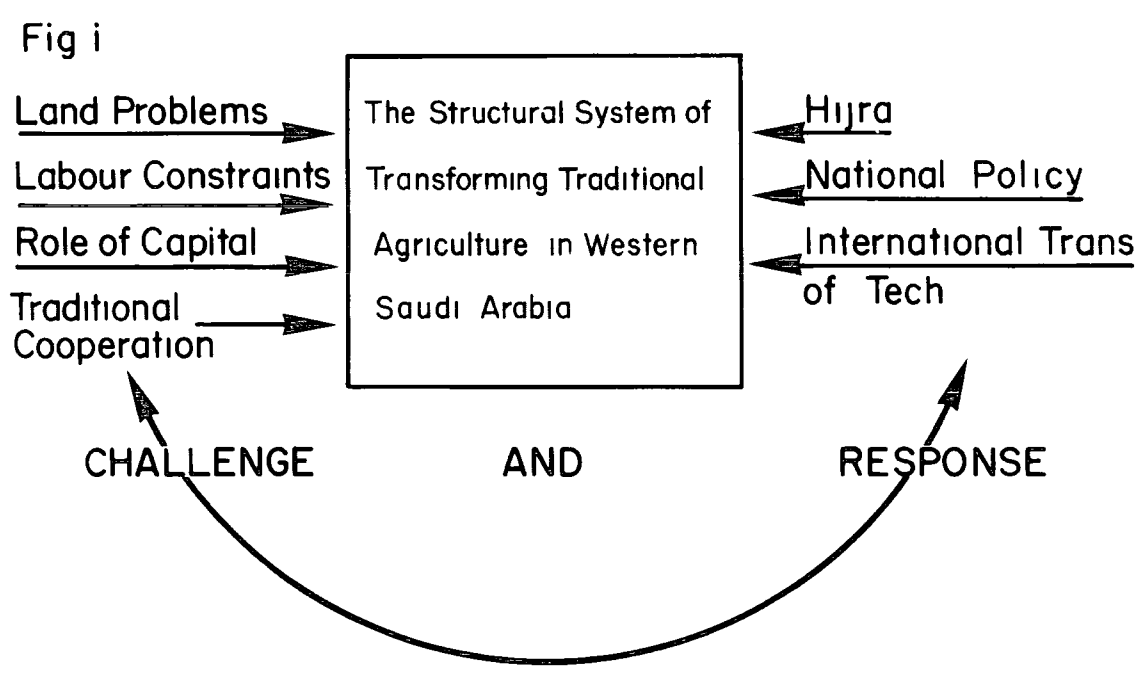 Fig i
Land Problems
Labour Constraints
Role of Capital
Traditional
Cooperation
The Structural System of
Transforming Traditional
Agriculture in Western
Saudi Arabia
Hijra
National Policy
International Trans
of Tech
CHALLENGE AND RESPONSE